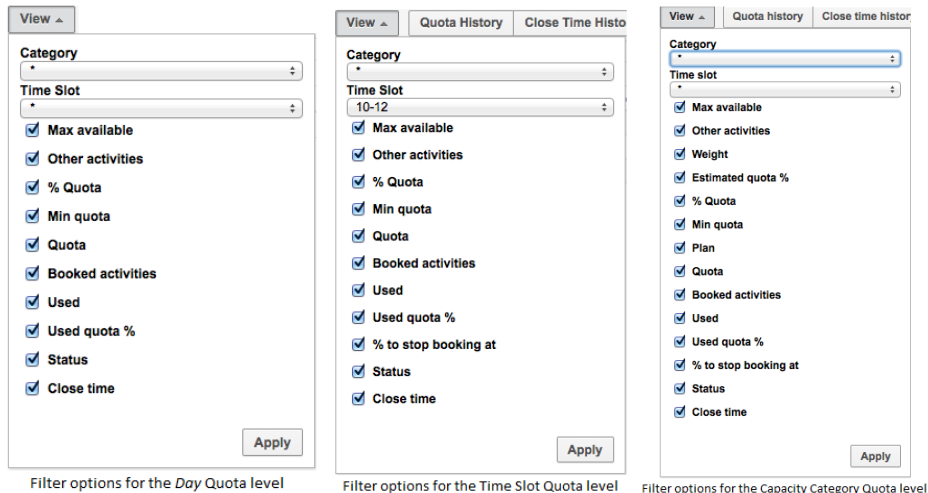 View
Category
*
Time Slot
*
Max available
Other activities
% Quota
Min quota
Quota
Booked activities
Used
Used quota %
Status
Close time
Apply
Filter options for the Day Quota level
View
Quota History
Close Time Histo
Category
*
Time Slot
10-12
Max available
Other activities
% Quota
Min quota
Quota
Booked activities
Used
Used quota %
% to stop booking at
Status
Close time
Apply
Filter options for the Time Slot Quota level
View
Quota history
Close time history
Category
*
Time slot
*
Max available
Other activities
Weight
Estimated quota %
% Quota
Min quota
Plan
Quota
Booked activities
Used
Used quota %
% to stop booking at
Status
Close time
Apply
Filter options for the Capacity Category Quota level